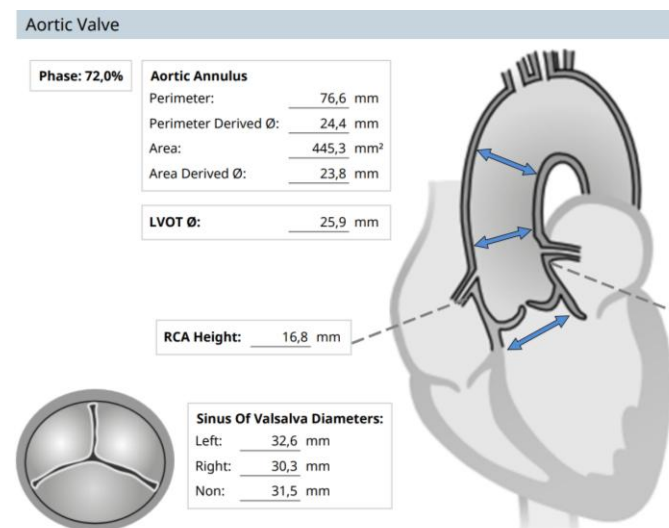 Aortic Valve
Phase: 72,0%
Aortic Annulus
Perimeter: 76,6 mm
Perimeter Derived Ø: 24,4 mm
Area: 445,3 mm²
Area Derived Ø: 23,8 mm
LVOT Ø: 25,9 mm
RCA Height: 16,8 mm
Sinus Of Valsalva Diameters:
Left: 32,6 mm
Right: 30,3 mm
Non: 31,5 mm